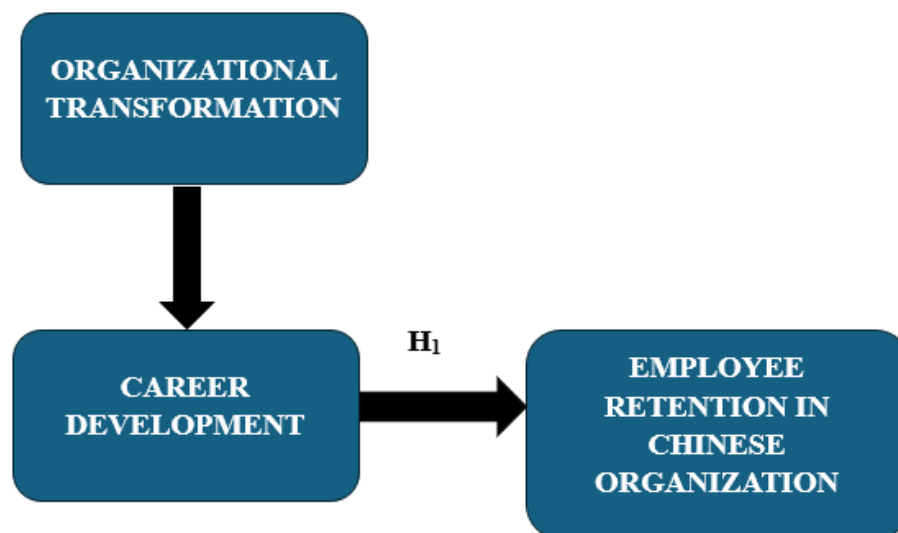 ORGANIZATIONAL
TRANSFORMATION
H₁
CAREER
DEVELOPMENT
EMPLOYEE
RETENTION IN
CHINESE
ORGANIZATION